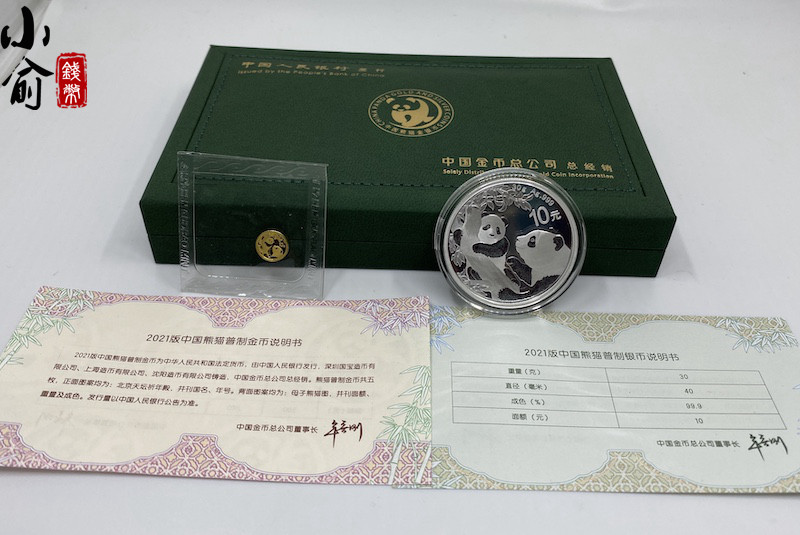 小俞
錢幣
中国人民银行 发行
Issued by the People's Bank of China
CHINA PANDA GOLD AND SILVER COINS
中国金币总公司 总经销
30g Ag.999
10元
2021版中国熊猫普制金币说明书
2021版中国熊猫普制金币为中华人民共和国法定货币，由中国人民银行发行，深圳国宝造币有
限公司、上海造币有限公司、沈阳造币有限公司铸造，中国金币总公司总经销。熊猫普制金币共五
枚，正面图案均为：北京天坛祈年殿，并刊国名、年号。背面图案均为：母子熊猫图，并刊面额、
重量及成色。发行量以中国人民银行公告为准。
中国金币总公司董事长
2021版中国熊猫普制银币说明书
重量（克） 30
直径（毫米） 40
成色（%） 99.9
面额（元） 10
中国金币总公司董事长